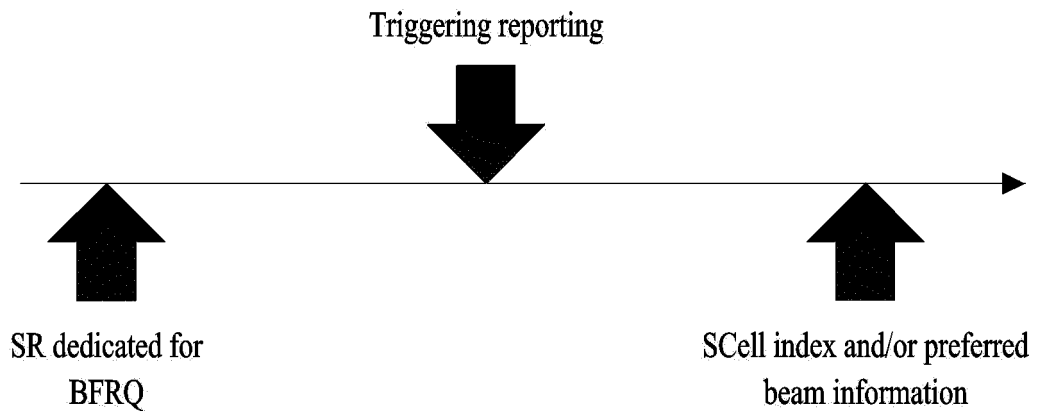 Triggering reporting
SR dedicated for
BFRQ
SCell index and/or preferred
beam information